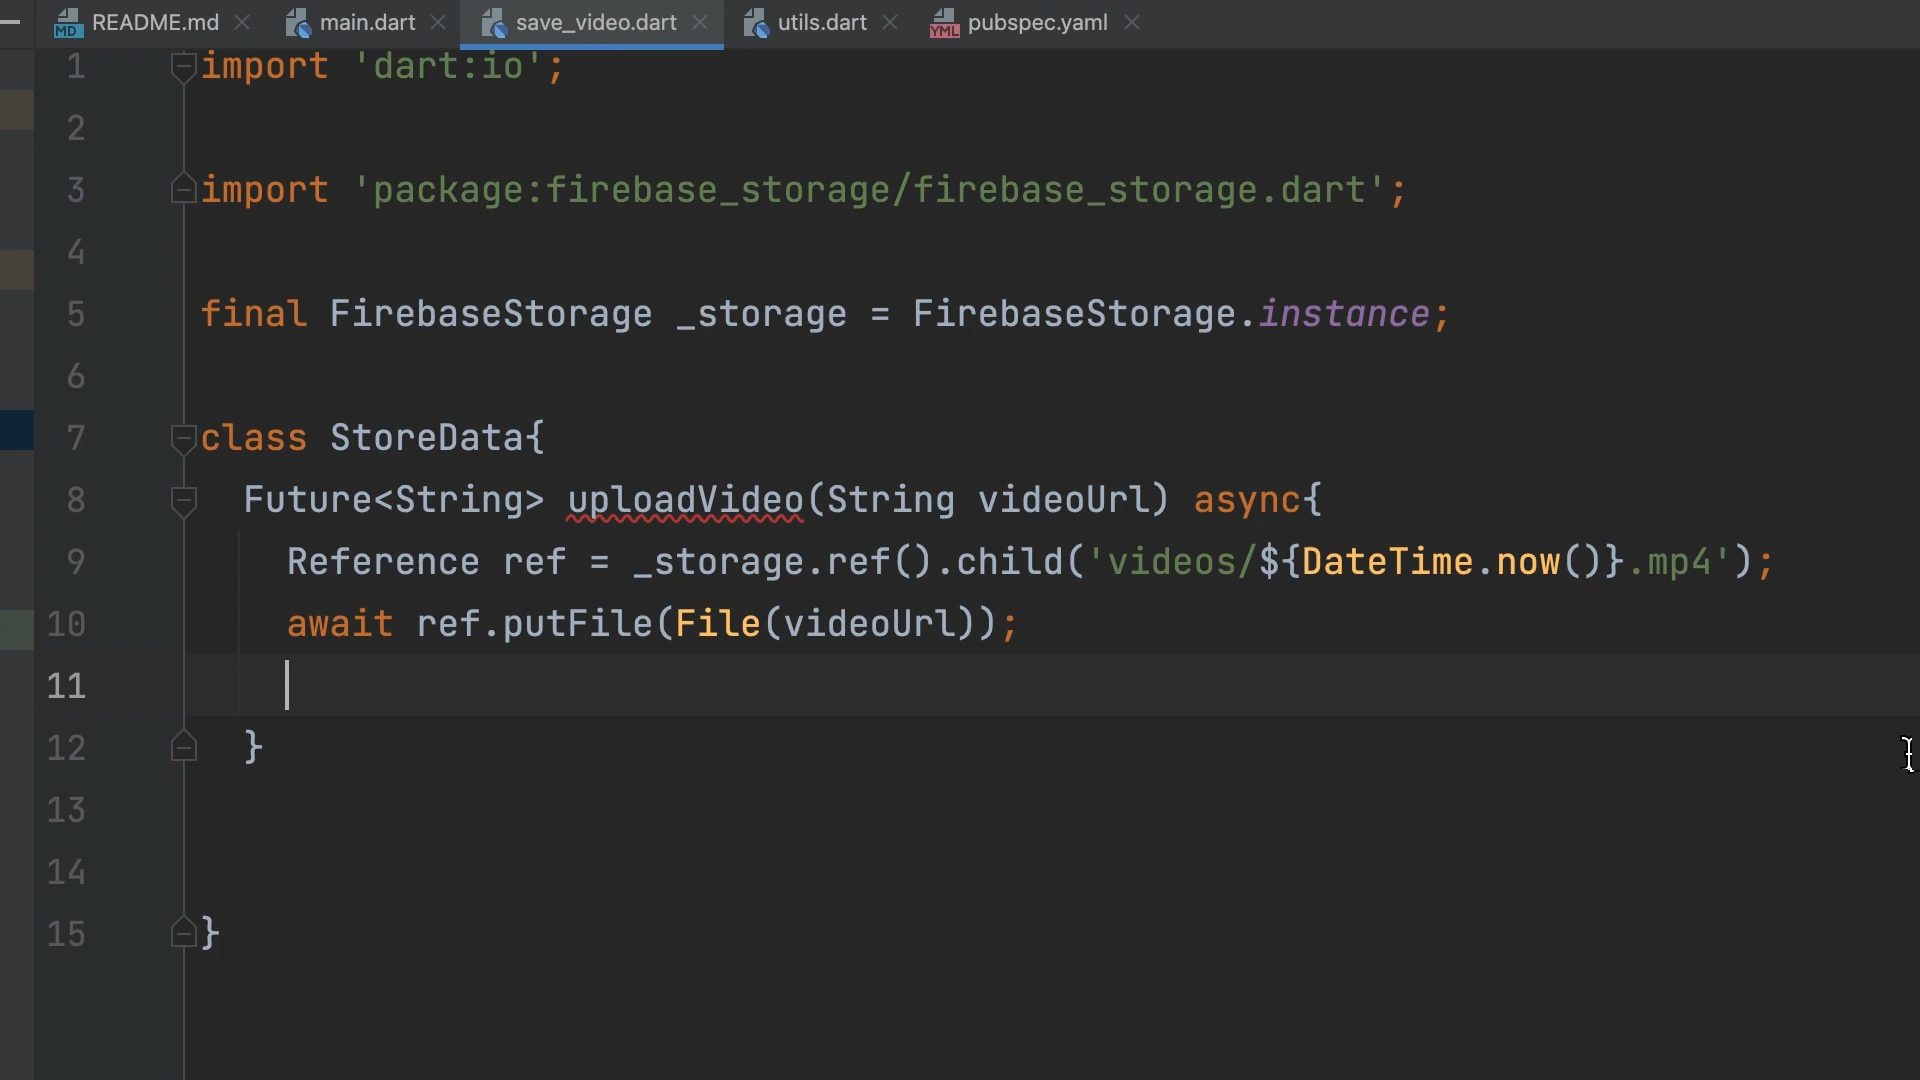 README.md main.dart save_video.dart utils.dart pubspec.yaml
1 import 'dart:io';
2
3 import 'package:firebase_storage/firebase_storage.dart';
4
5 final FirebaseStorage _storage = FirebaseStorage.instance;
6
7 class StoreData{
8 Future<String> uploadVideo(String videoUrl) async{
9 Reference ref = _storage.ref().child('videos/${DateTime.now()}.mp4');
10 await ref.putFile(File(videoUrl));
11
12 }
13
14
15 }